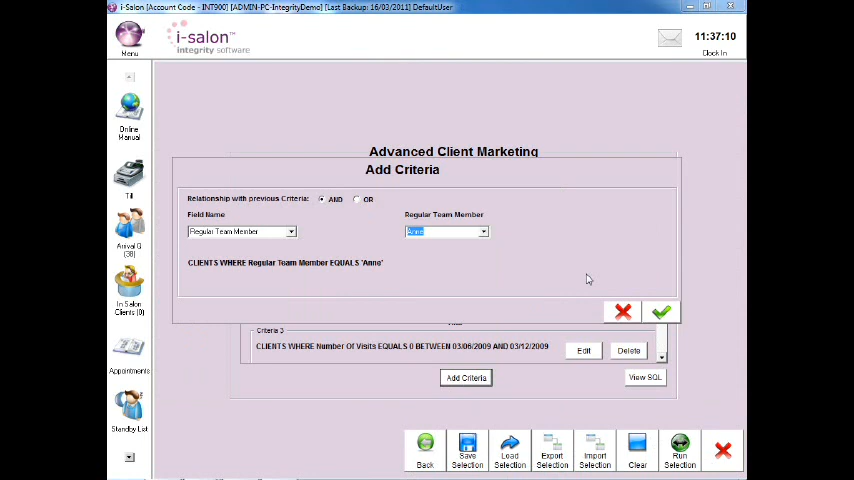 i-Salon [Account Code - INT900] [ADMIN-PC-IntegrityDemo] [Last Backup: 16/03/2011] DefaultUser
Menu
i-salon™
integrity software
11:37:10
Clock In
Online
Manual
Till
Arrival Q
(38)
In Salon
Clients (0)
Appointments
Standby List
Advanced Client Marketing
Add Criteria
Relationship with previous Criteria:
AND
OR
Field Name
Regular Team Member
Regular Team Member
Anne
CLIENTS WHERE Regular Team Member EQUALS 'Anne'
Criteria 3
CLIENTS WHERE Number Of Visits EQUALS 0 BETWEEN 03/06/2009 AND 03/12/2009
Edit
Delete
Add Criteria
View SQL
Back
Save
Selection
Load
Selection
Export
Selection
Import
Selection
Clear
Run
Selection